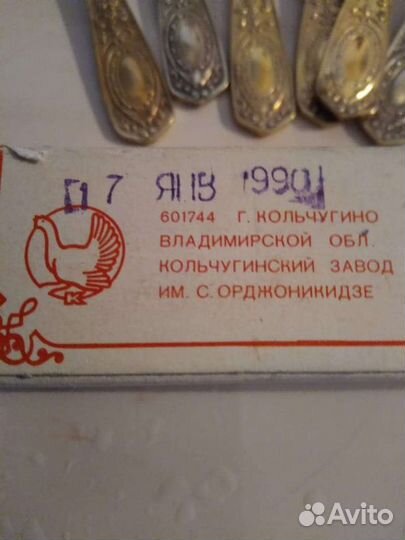 17 ЯНВ 1990
601744 Г. КОЛЬЧУГИНО
ВЛАДИМИРСКОЙ ОБЛ.
КОЛЬЧУГИНСКИЙ ЗАВОД
ИМ. С. ОРДЖОНИКИДЗЕ
К
Avito